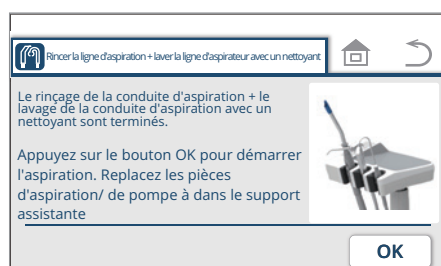 Rincer la ligne d'aspiration + laver la ligne d'aspirateur avec un nettoyant
Le rinçage de la conduite d'aspiration + le
lavage de la conduite d'aspiration avec un
nettoyant sont terminés.
Appuyez sur le bouton OK pour démarrer
l'aspiration. Replacez les pièces
d'aspiration/ de pompe à dans le support
assistante
OK